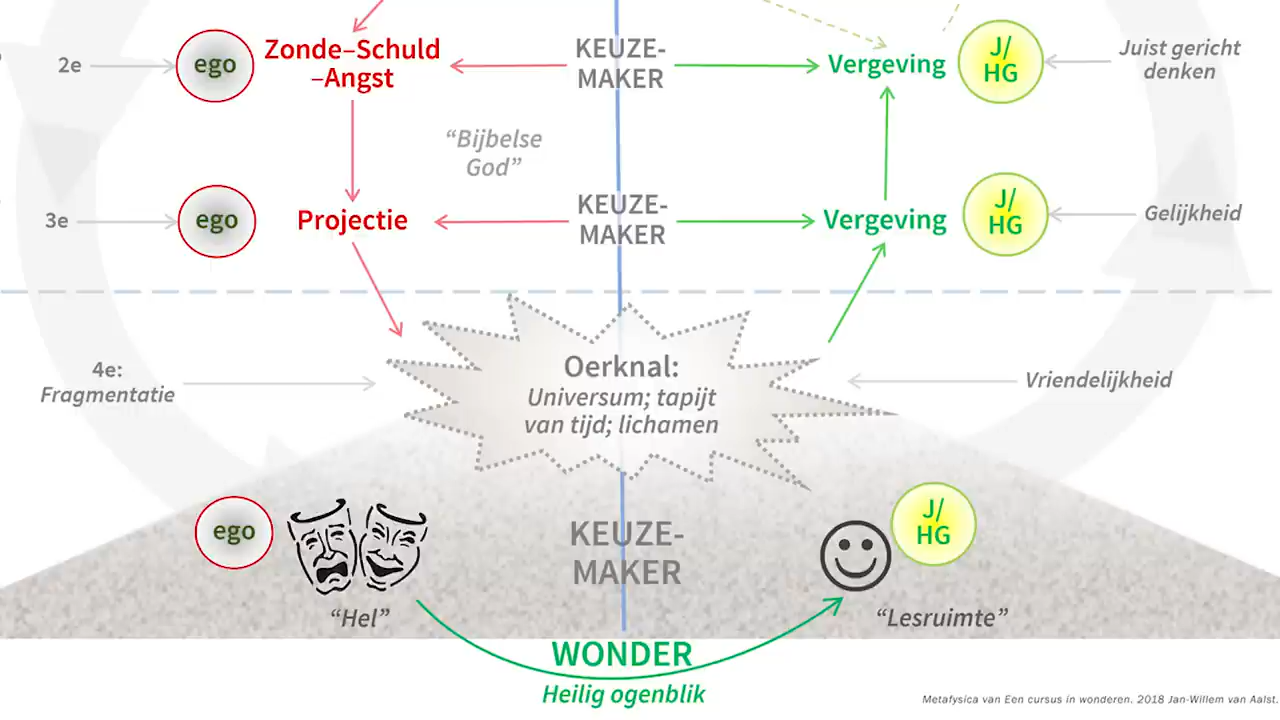 2e
ego
Zonde–Schuld
–Angst
KEUZE-
MAKER
Vergeving
J/
HG
Juist gericht
denken
“Bijbelse
God”
3e
ego
Projectie
KEUZE-
MAKER
Vergeving
J/
HG
Gelijkheid
4e:
Fragmentatie
Oerknal:
Universum; tapijt
van tijd; lichamen
Vriendelijkheid
ego
KEUZE-
MAKER
J/
HG
“Hel”
“Lesruimte”
WONDER
Heilig ogenblik
Metafysica van Een cursus in wonderen. 2018 Jan-Willem van Aalst.